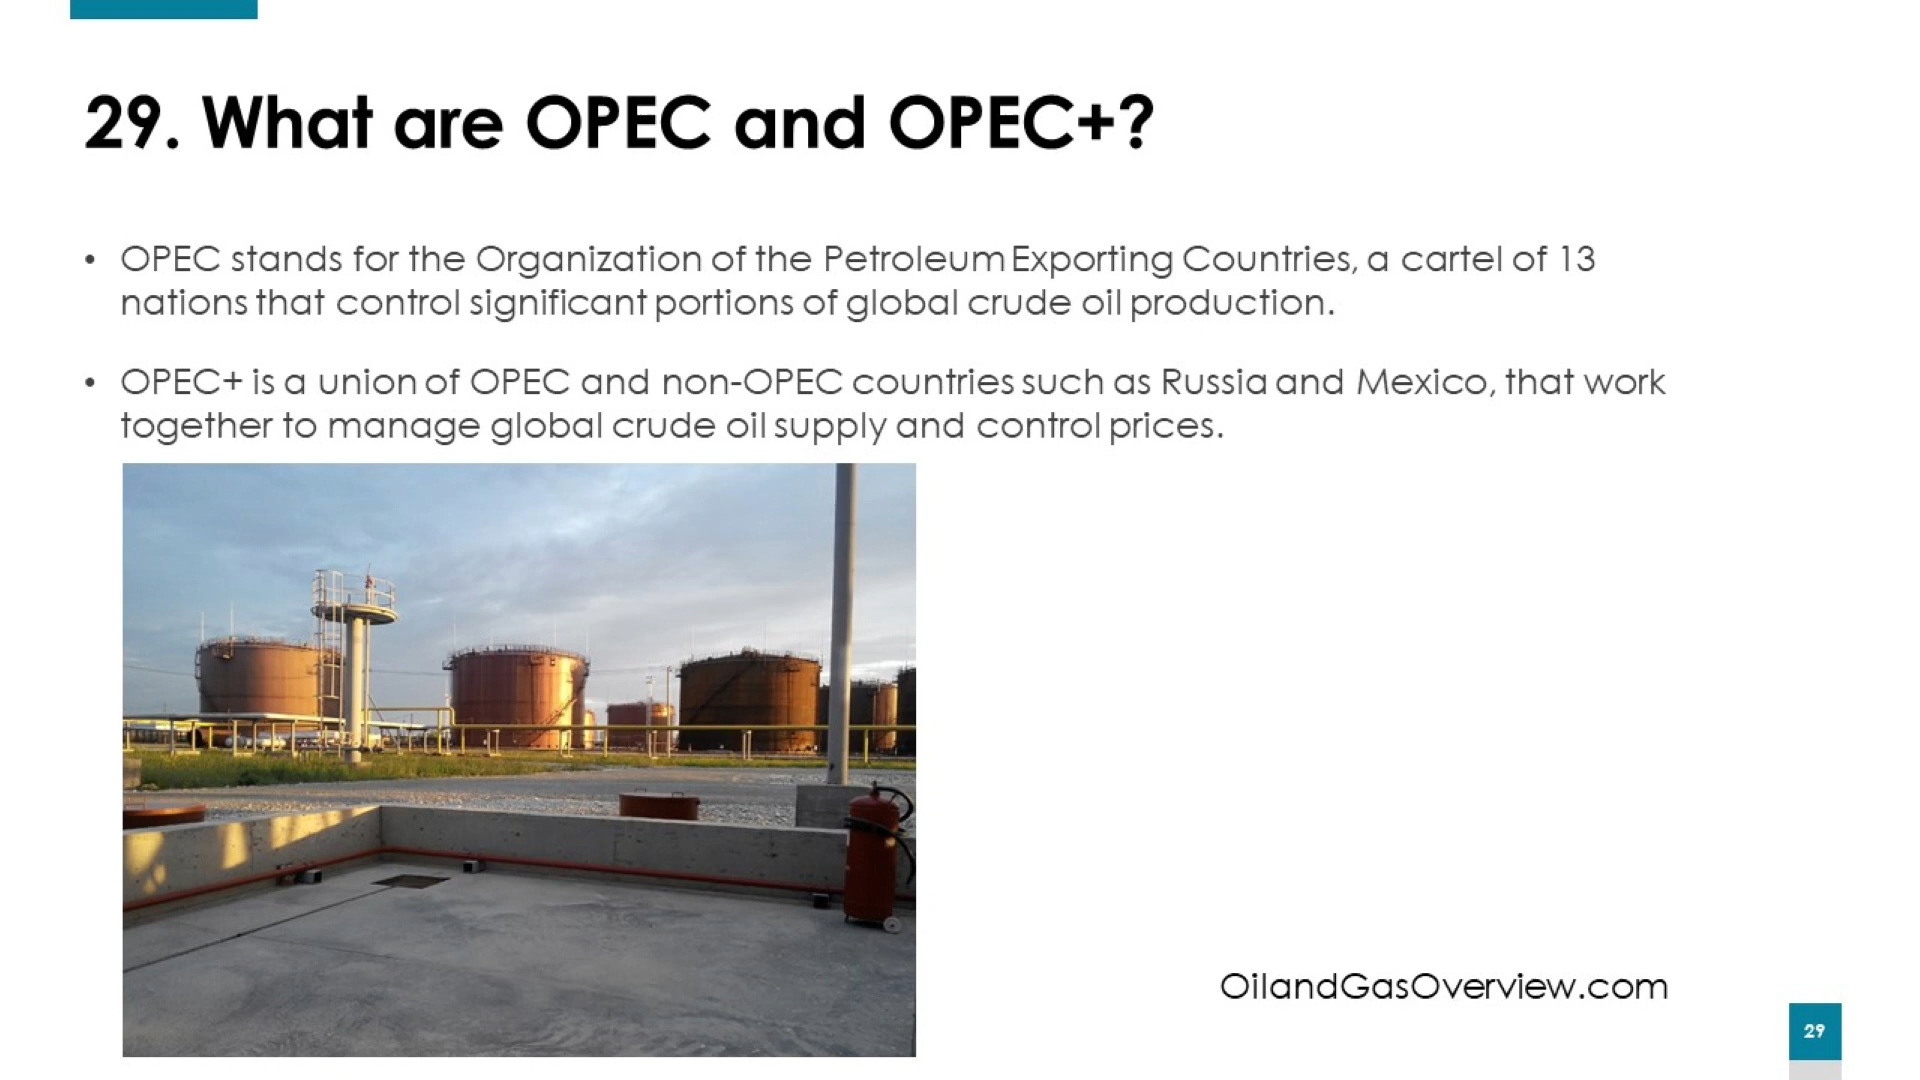 29. What are OPEC and OPEC+?
• OPEC stands for the Organization of the Petroleum Exporting Countries, a cartel of 13
nations that control significant portions of global crude oil production.
• OPEC+ is a union of OPEC and non-OPEC countries such as Russia and Mexico, that work
together to manage global crude oil supply and control prices.
OilandGasOverview.com
29